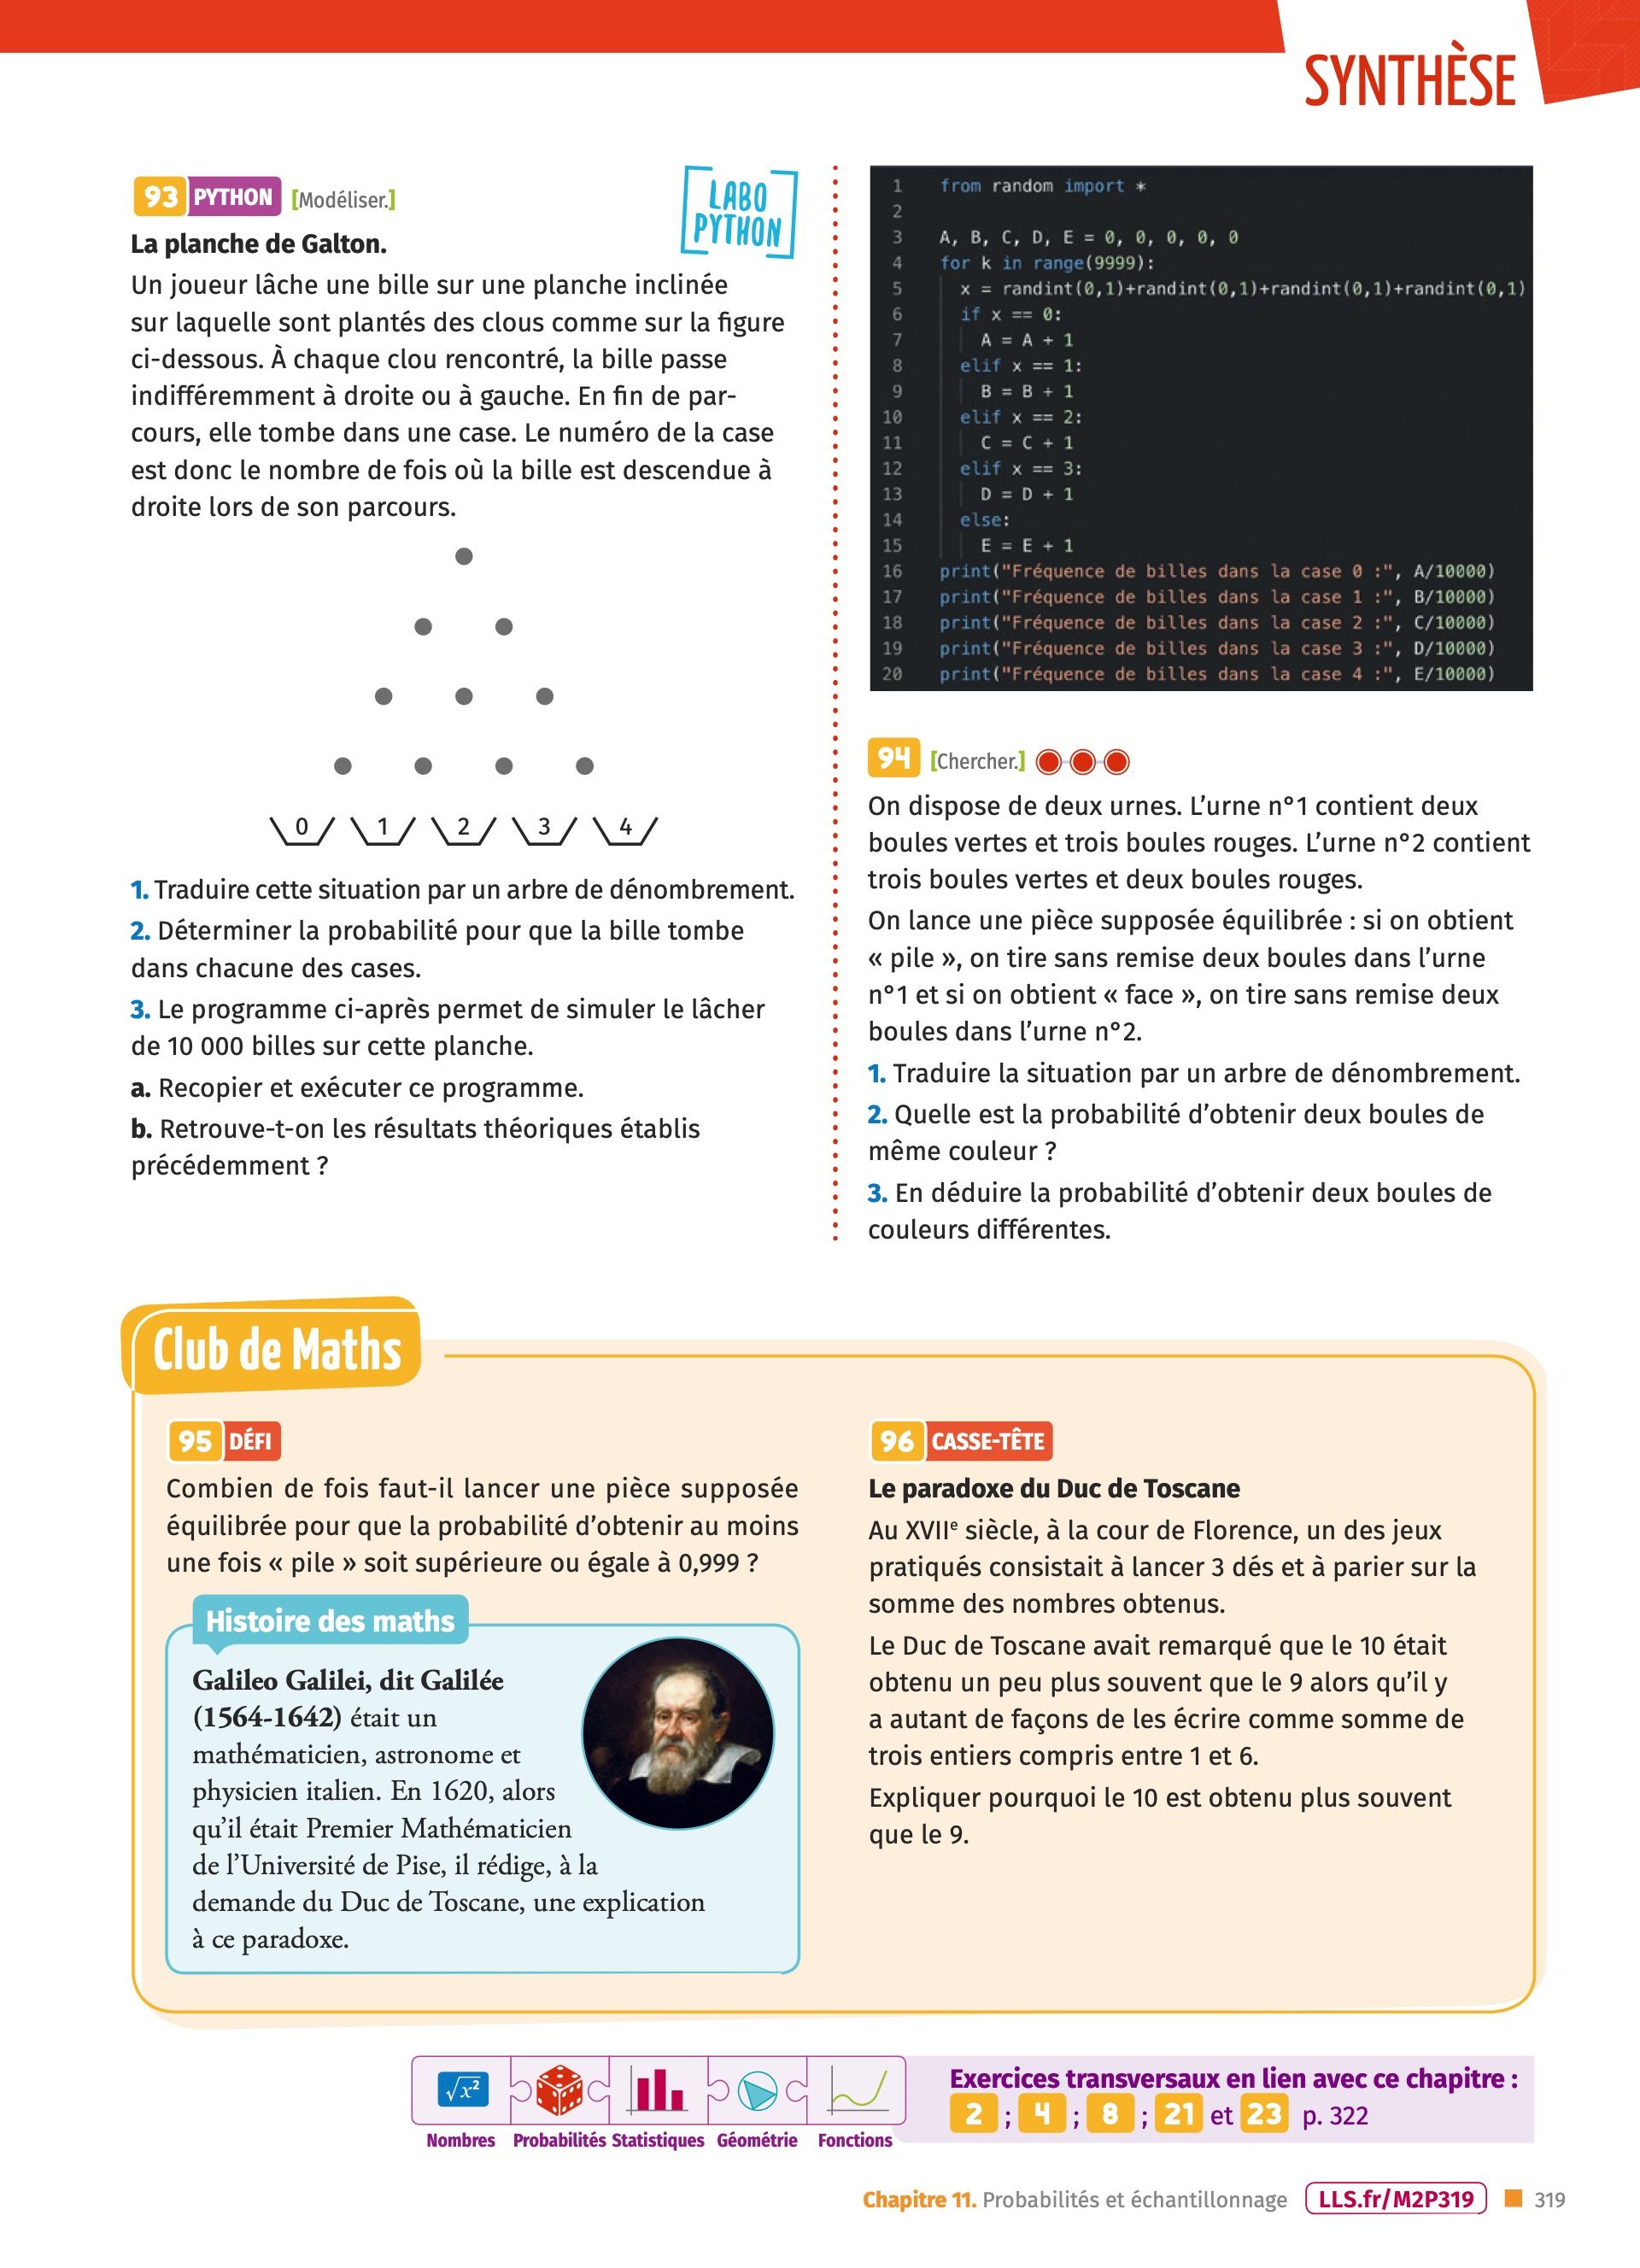 SYNTHÈSE
93 PYTHON [Modéliser.]
LABO
PYTHON
La planche de Galton.
Un joueur lâche une bille sur une planche inclinée
sur laquelle sont plantés des clous comme sur la figure
ci-dessous. À chaque clou rencontré, la bille passe
indifféremment à droite ou à gauche. En fin de par-
cours, elle tombe dans une case. Le numéro de la case
est donc le nombre de fois où la bille est descendue à
droite lors de son parcours.
0 1 2 3 4
1. Traduire cette situation par un arbre de dénombrement.
2. Déterminer la probabilité pour que la bille tombe
dans chacune des cases.
3. Le programme ci-après permet de simuler le lâcher
de 10 000 billes sur cette planche.
a. Recopier et exécuter ce programme.
b. Retrouve-t-on les résultats théoriques établis
précédemment ?
1 from random import *
2
3 A, B, C, D, E = 0, 0, 0, 0, 0
4 for k in range(9999):
5 x = randint(0,1)+randint(0,1)+randint(0,1)+randint(0,1)
6 if x == 0:
7 A = A + 1
8 elif x == 1:
9 B = B + 1
10 elif x == 2:
11 C = C + 1
12 elif x == 3:
13 D = D + 1
14 else:
15 E = E + 1
16 print("Fréquence de billes dans la case 0 :", A/10000)
17 print("Fréquence de billes dans la case 1 :", B/10000)
18 print("Fréquence de billes dans la case 2 :", C/10000)
19 print("Fréquence de billes dans la case 3 :", D/10000)
20 print("Fréquence de billes dans la case 4 :", E/10000)
94 [Chercher.]
On dispose de deux urnes. L'urne n°1 contient deux
boules vertes et trois boules rouges. L'urne n°2 contient
trois boules vertes et deux boules rouges.
On lance une pièce supposée équilibrée : si on obtient
« pile », on tire sans remise deux boules dans l'urne
n°1 et si on obtient « face », on tire sans remise deux
boules dans l'urne n°2.
1. Traduire la situation par un arbre de dénombrement.
2. Quelle est la probabilité d'obtenir deux boules de
même couleur ?
3. En déduire la probabilité d'obtenir deux boules de
couleurs différentes.
Club de Maths
95 DÉFI
Combien de fois faut-il lancer une pièce supposée
équilibrée pour que la probabilité d'obtenir au moins
une fois « pile » soit supérieure ou égale à 0,999 ?
Histoire des maths
Galileo Galilei, dit Galilée
(1564-1642) était un
mathématicien, astronome et
physicien italien. En 1620, alors
qu'il était Premier Mathématicien
de l'Université de Pise, il rédige, à la
demande du Duc de Toscane, une explication
à ce paradoxe.
96 CASSE-TÊTE
Le paradoxe du Duc de Toscane
Au XVIIe siècle, à la cour de Florence, un des jeux
pratiqués consistait à lancer 3 dés et à parier sur la
somme des nombres obtenus.
Le Duc de Toscane avait remarqué que le 10 était
obtenu un peu plus souvent que le 9 alors qu'il y
a autant de façons de les écrire comme somme de
trois entiers compris entre 1 et 6.
Expliquer pourquoi le 10 est obtenu plus souvent
que le 9.
√x²
Nombres Probabilités Statistiques Géométrie Fonctions
Exercices transversaux en lien avec ce chapitre :
2 ; 4 ; 8 ; 21 et 23 p. 322
Chapitre 11. Probabilités et échantillonnage LLS.fr/M2P319 319